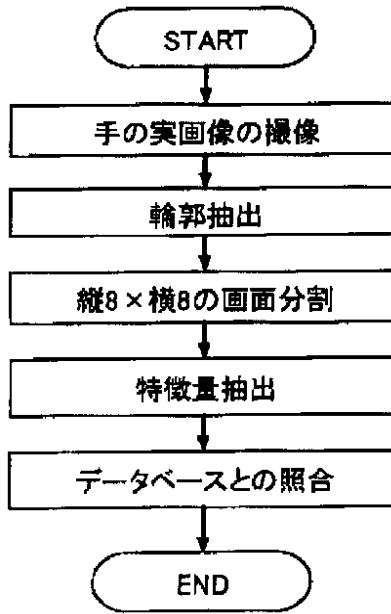 START
手の実画像の撮像
輪郭抽出
縦8×横8の画面分割
特徴量抽出
データベースとの照合
END